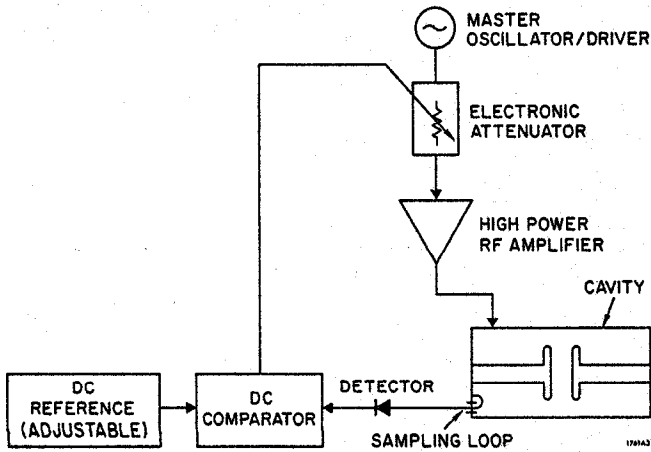 MASTER
OSCILLATOR/DRIVER
ELECTRONIC
ATTENUATOR
HIGH POWER
RF AMPLIFIER
CAVITY
DC
REFERENCE
(ADJUSTABLE)
DC
COMPARATOR
DETECTOR
SAMPLING LOOP